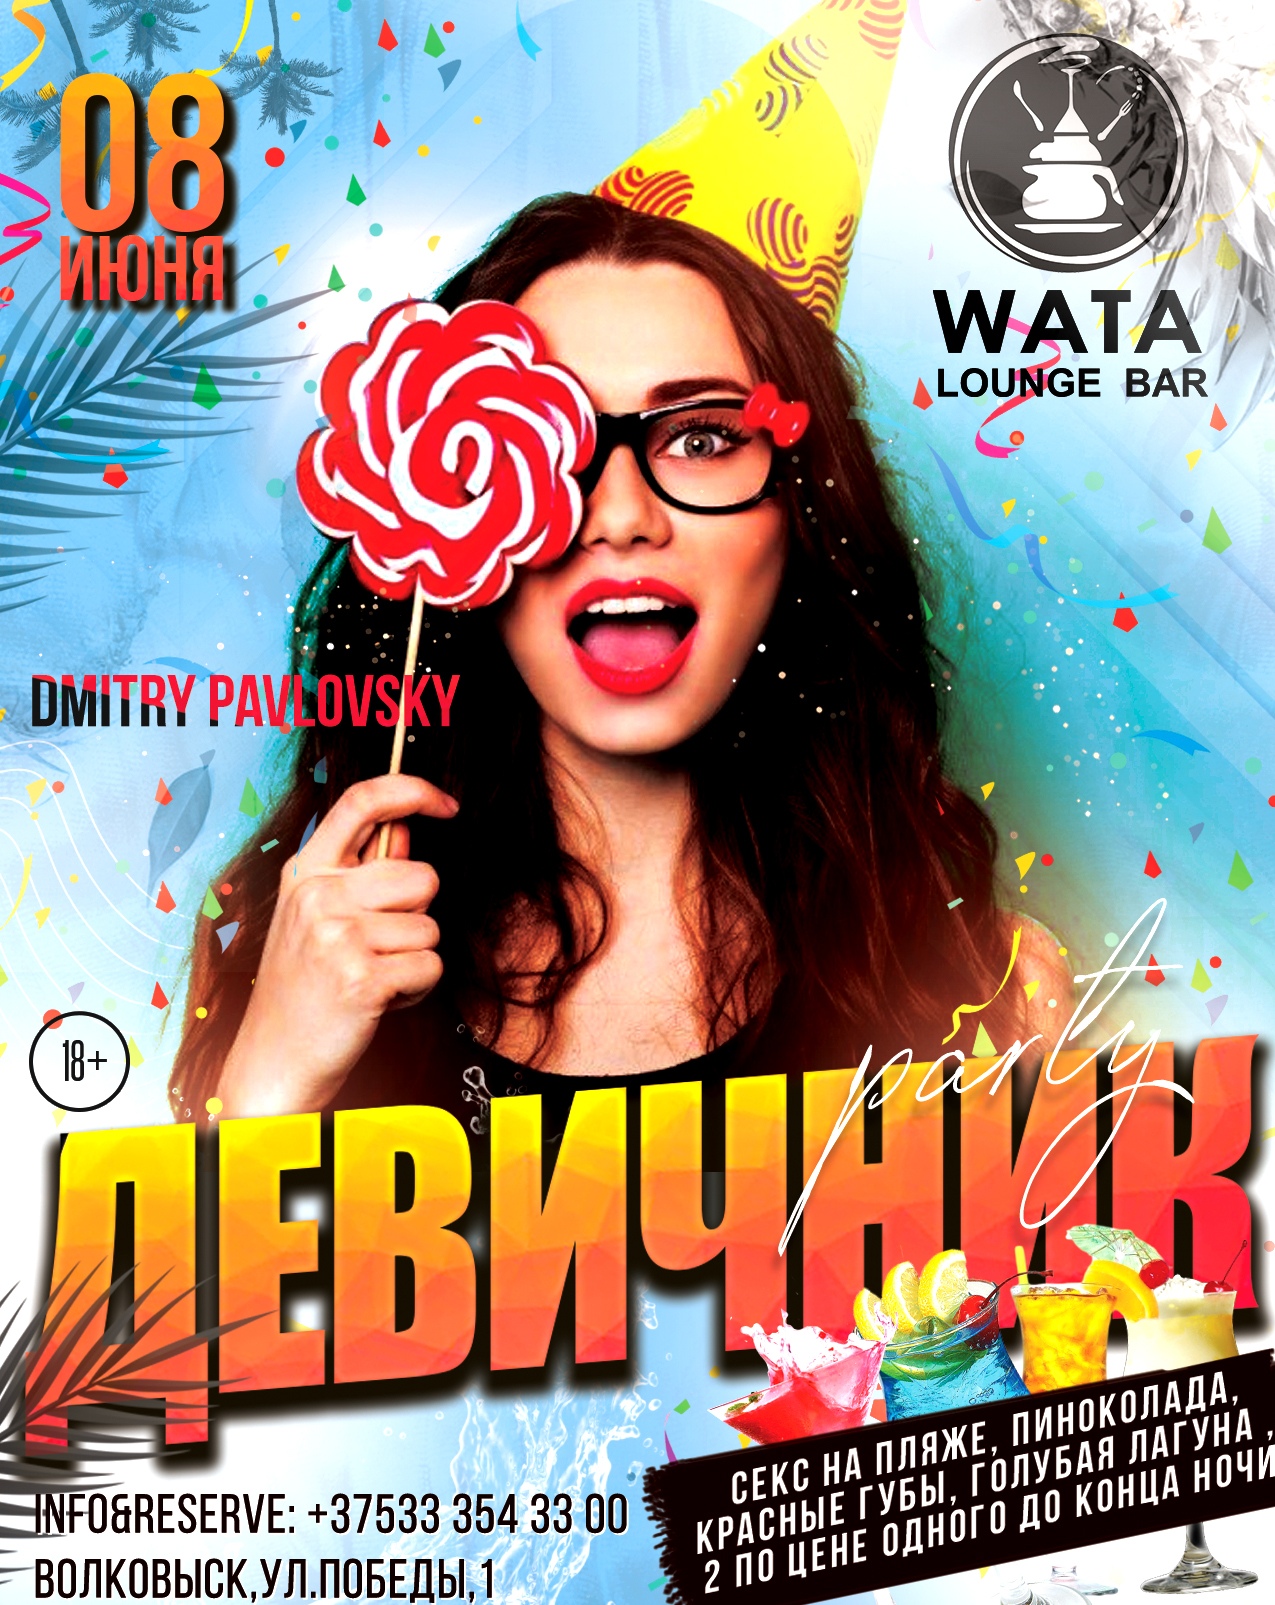 08
ИЮНЯ
WATA
LOUNGE BAR
DMITRY PAVLOVSKY
18+
party
ДЕВИЧНИК
СЕКС НА ПЛЯЖЕ, ПИНОКОЛАДА,
КРАСНЫЕ ГУБЫ, ГОЛУБАЯ ЛАГУНА ,
2 ПО ЦЕНЕ ОДНОГО ДО КОНЦА НОЧИ
INFO&RESERVE: +37533 354 33 00
ВОЛКОВЫСК,УЛ.ПОБЕДЫ,1